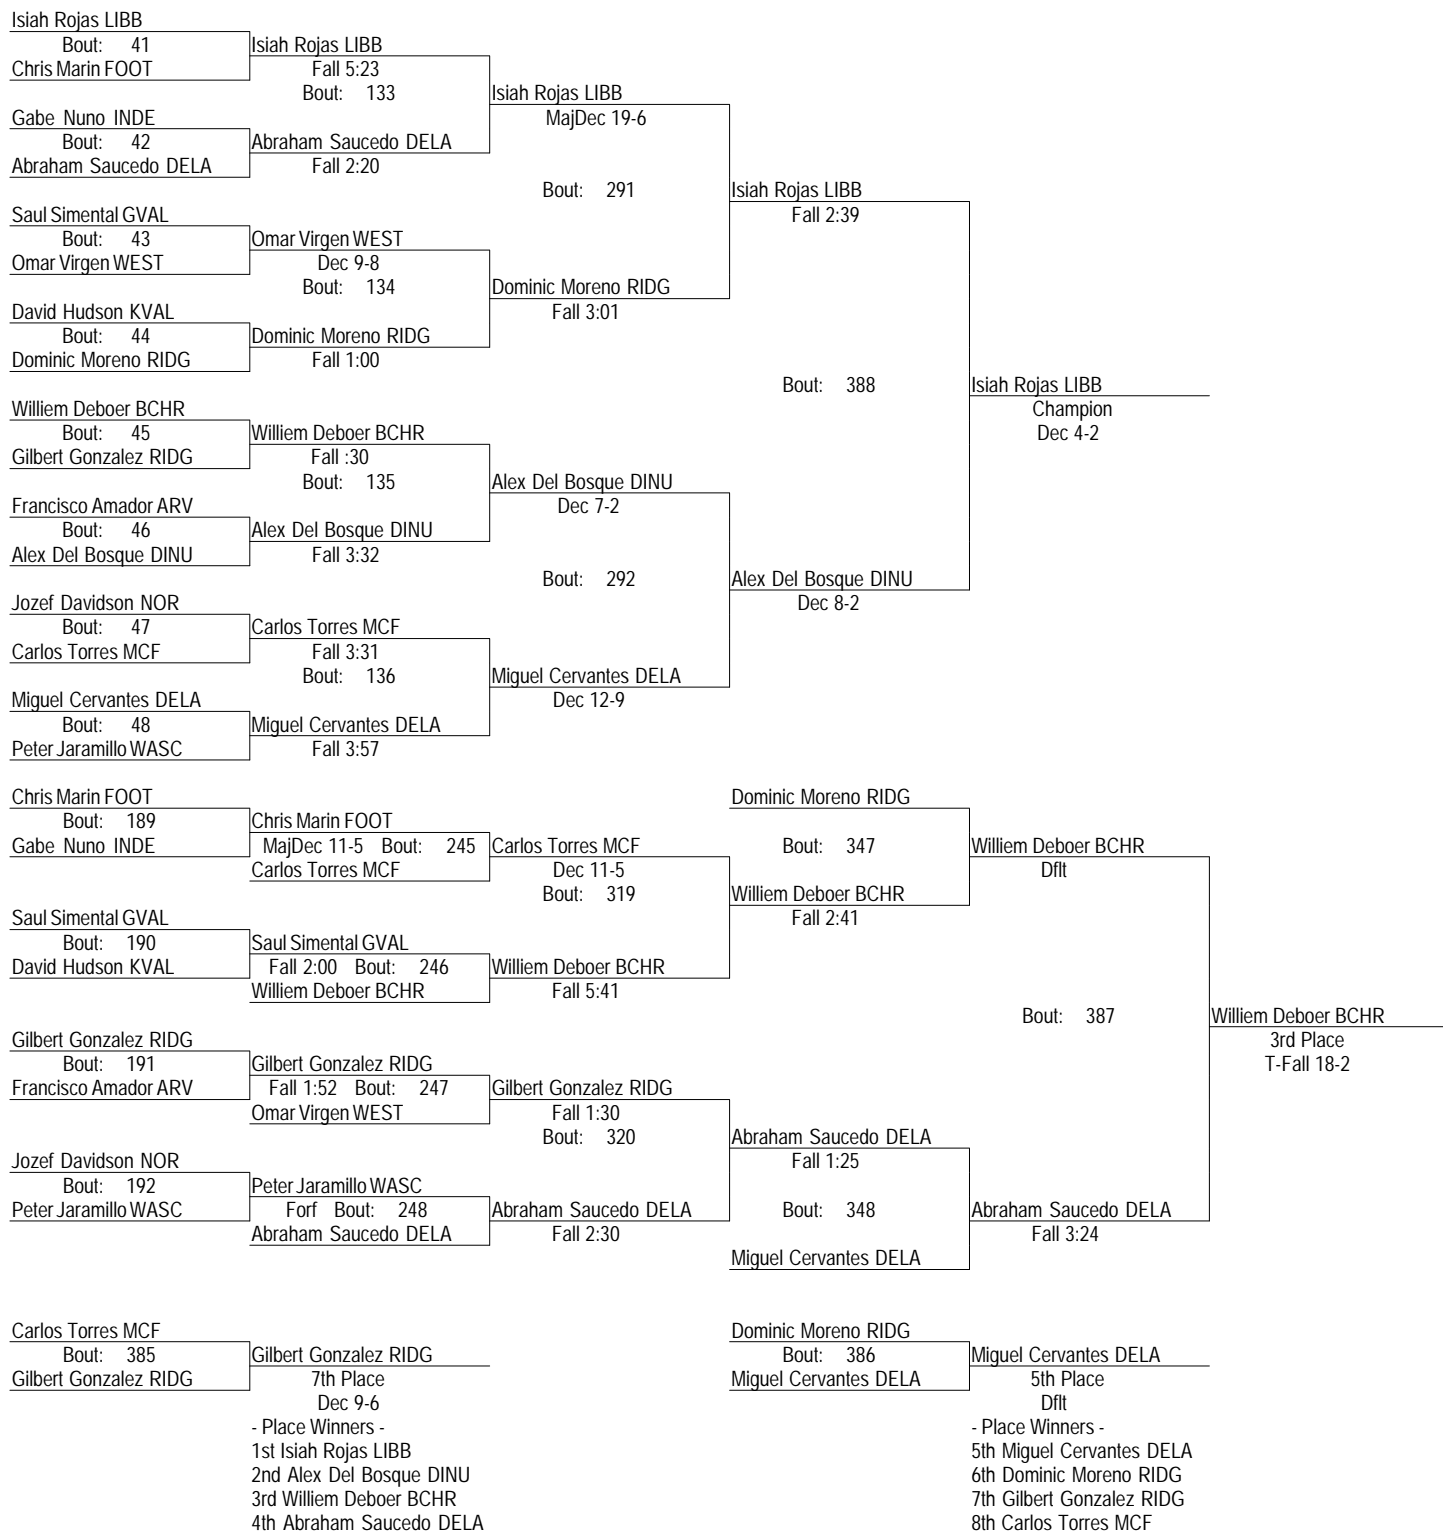 Isiah Rojas LIBB
Bout: 41 Isiah Rojas LIBB
Chris Marin FOOT Fall 5:23
Bout: 133 Isiah Rojas LIBB
Gabe Nuno INDE MajDec 19-6
Bout: 42 Abraham Saucedo DELA
Abraham Saucedo DELA Fall 2:20
Bout: 291 Isiah Rojas LIBB
Saul Simental GVAL Fall 2:39
Bout: 43 Omar Virgen WEST
Omar Virgen WEST Dec 9-8
Bout: 134 Dominic Moreno RIDG
David Hudson KVAL Fall 3:01
Bout: 44 Dominic Moreno RIDG
Dominic Moreno RIDG Fall 1:00
Bout: 388 Isiah Rojas LIBB
Williem Deboer BCHR Champion
Bout: 45 Williem Deboer BCHR Dec 4-2
Gilbert Gonzalez RIDG Fall :30
Bout: 135 Alex Del Bosque DINU
Francisco Amador ARV Dec 7-2
Bout: 46 Alex Del Bosque DINU
Alex Del Bosque DINU Fall 3:32
Bout: 292 Alex Del Bosque DINU
Jozef Davidson NOR Dec 8-2
Bout: 47 Carlos Torres MCF
Carlos Torres MCF Fall 3:31
Bout: 136 Miguel Cervantes DELA
Miguel Cervantes DELA Dec 12-9
Bout: 48 Miguel Cervantes DELA
Peter Jaramillo WASC Fall 3:57
Chris Marin FOOT Dominic Moreno RIDG
Bout: 189 Chris Marin FOOT
Gabe Nuno INDE MajDec 11-5 Bout: 245 Carlos Torres MCF Bout: 347 Williem Deboer BCHR
Carlos Torres MCF Dec 11-5 Dflt
Bout: 319 Williem Deboer BCHR
Saul Simental GVAL Fall 2:41
Bout: 190 Saul Simental GVAL
David Hudson KVAL Fall 2:00 Bout: 246 Williem Deboer BCHR
Williem Deboer BCHR Fall 5:41
Bout: 387 Williem Deboer BCHR
Gilbert Gonzalez RIDG 3rd Place
Bout: 191 Gilbert Gonzalez RIDG T-Fall 18-2
Francisco Amador ARV Fall 1:52 Bout: 247 Gilbert Gonzalez RIDG
Omar Virgen WEST Fall 1:30
Bout: 320 Abraham Saucedo DELA
Jozef Davidson NOR Fall 1:25
Bout: 192 Peter Jaramillo WASC
Peter Jaramillo WASC Forf Bout: 248 Abraham Saucedo DELA Bout: 348 Abraham Saucedo DELA
Abraham Saucedo DELA Fall 2:30 Fall 3:24
Miguel Cervantes DELA
Carlos Torres MCF Dominic Moreno RIDG
Bout: 385 Gilbert Gonzalez RIDG Bout: 386 Miguel Cervantes DELA
Gilbert Gonzalez RIDG 7th Place Miguel Cervantes DELA 5th Place
Dec 9-6 Dflt
- Place Winners - - Place Winners -
1st Isiah Rojas LIBB 5th Miguel Cervantes DELA
2nd Alex Del Bosque DINU 6th Dominic Moreno RIDG
3rd Williem Deboer BCHR 7th Gilbert Gonzalez RIDG
4th Abraham Saucedo DELA 8th Carlos Torres MCF